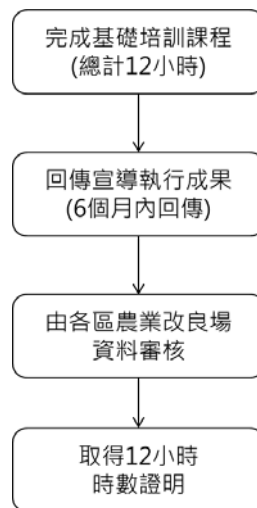 完成基礎培訓課程
(總計12小時)
回傳宣導執行成果
(6個月內回傳)
由各區農業改良場
資料審核
取得12小時
時數證明